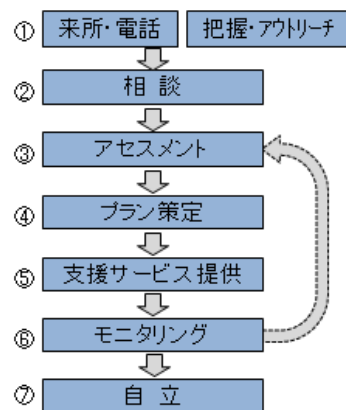 ① 来所・電話 把握・アウトリーチ
② 相談
③ アセスメント
④ プラン策定
⑤ 支援サービス提供
⑥ モニタリング
⑦ 自立